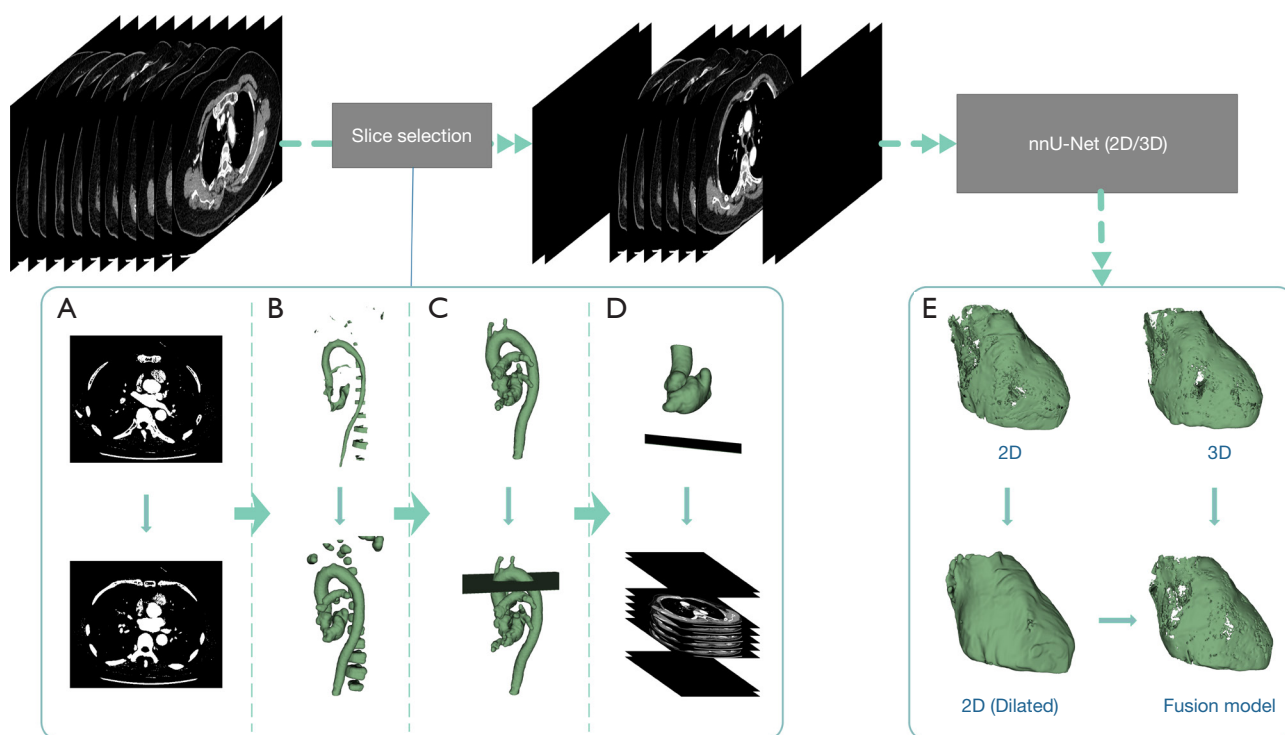 Slice selection
nnU-Net (2D/3D)
A
B
C
D
E
2D
3D
2D (Dilated)
Fusion model